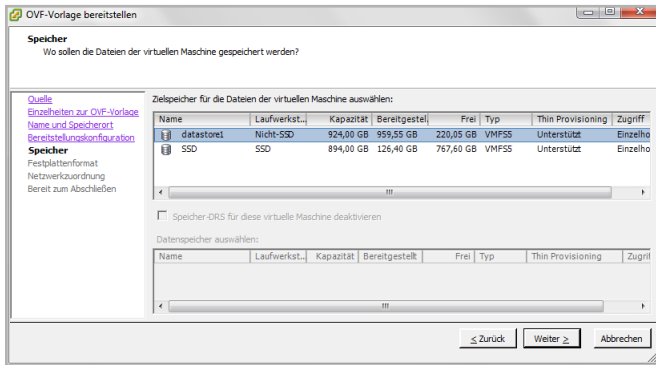 OVF-Vorlage bereitstellen
Speicher
Wo sollen die Dateien der virtuellen Maschine gespeichert werden?
Quelle
Einzelheiten zur OVF-Vorlage
Name und Speicherort
Bereitstellungskonfiguration
Speicher
Festplattenformat
Netzwerkzuordnung
Bereit zum Abschließen
Zielspeicher für die Dateien der virtuellen Maschine auswählen:
Name Laufwerkst... Kapazität Bereitgestel. Frei Typ Thin Provisioning Zugriff
datastore1 Nicht-SSD 924,00 GB 959,55 GB 220,05 GB VMFS5 Unterstützt Einzelho
SSD SSD 894,00 GB 126,40 GB 767,60 GB VMFS5 Unterstützt Einzelho
Speicher-DRS für diese virtuelle Maschine deaktivieren
Datenspeicher auswählen:
Name Laufwerkst... Kapazität Bereitgestellt Frei Typ Thin Provisioning Zugrif
< Zurück Weiter > Abbrechen